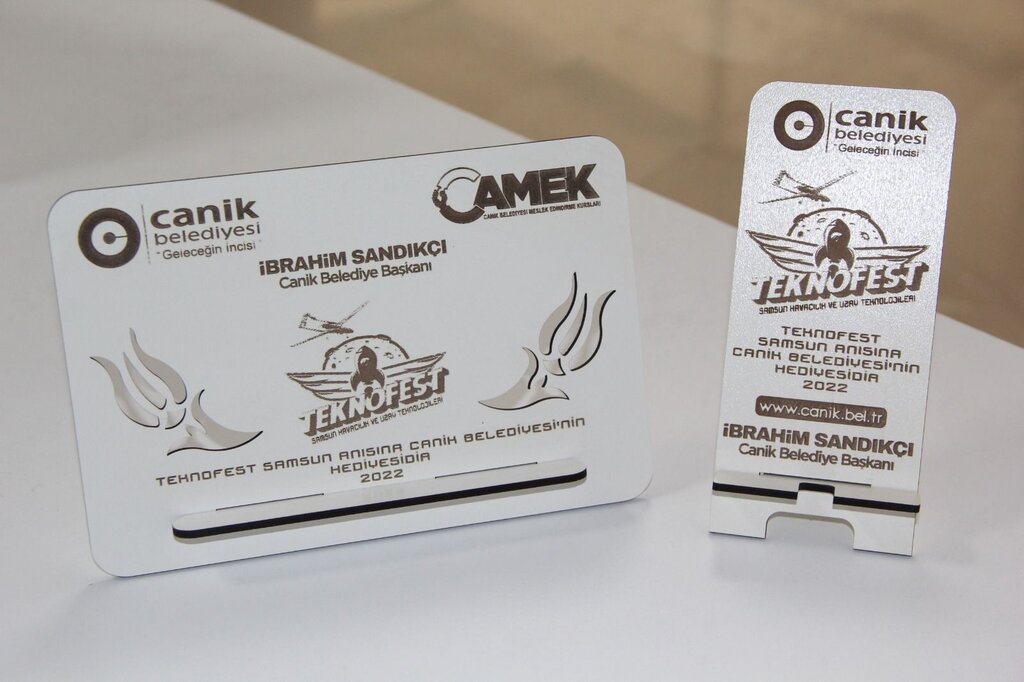 canik
belediyesi
"Geleceğin incisi"
CAMEK
CANİK BELEDİYESİ MESLEK EDİNDİRME KURSLARI
İBRAHİM SANDIKÇI
Canik Belediye Başkanı
TEKNOFEST
SAMSUN HAVACILIK VE UZAY TEKNOLOJİLERİ
TEKNOFEST SAMSUN ANISINA CANİK BELEDİYESİ'NİN
HEDİYESİDİR
2022
canik
belediyesi
"Geleceğin incisi"
TEKNOFEST
SAMSUN HAVACILIK VE UZAY TEKNOLOJİLERİ
TEKNOFEST
SAMSUN ANISINA
CANİK BELEDİYESİ'NİN
HEDİYESİDİR
2022
www.canik.bel.tr
İBRAHİM SANDIKÇI
Canik Belediye Başkanı